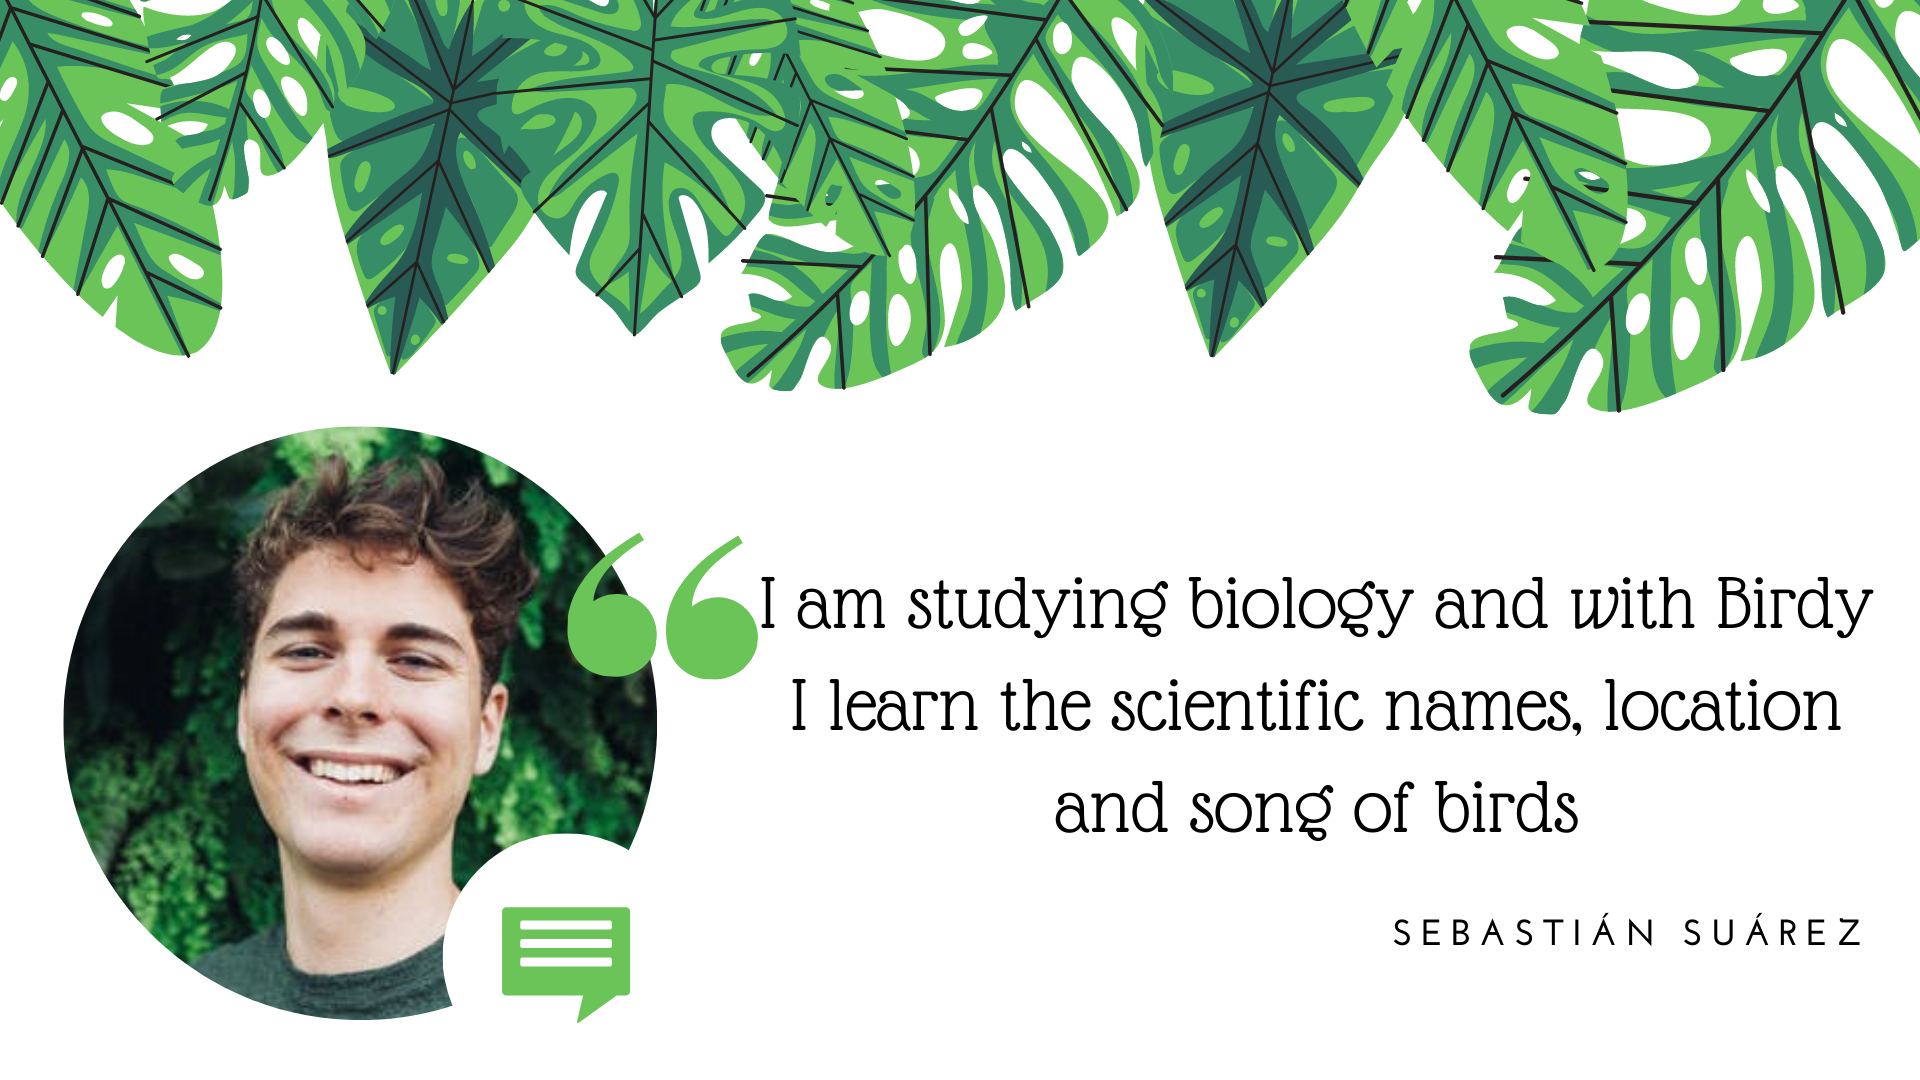 “I am studying biology and with Birdy
I learn the scientific names, location
and song of birds
SEBASTIÁN SUÁREZ